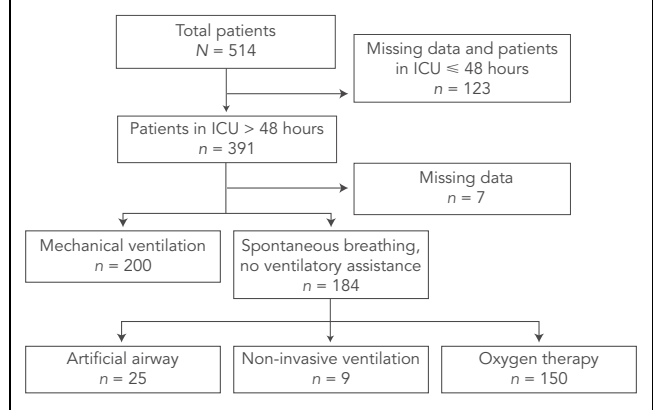 Total patients
N = 514
Missing data and patients
in ICU ⩽ 48 hours
n = 123
Patients in ICU > 48 hours
n = 391
Missing data
n = 7
Mechanical ventilation
n = 200
Spontaneous breathing,
no ventilatory assistance
n = 184
Artificial airway
n = 25
Non-invasive ventilation
n = 9
Oxygen therapy
n = 150